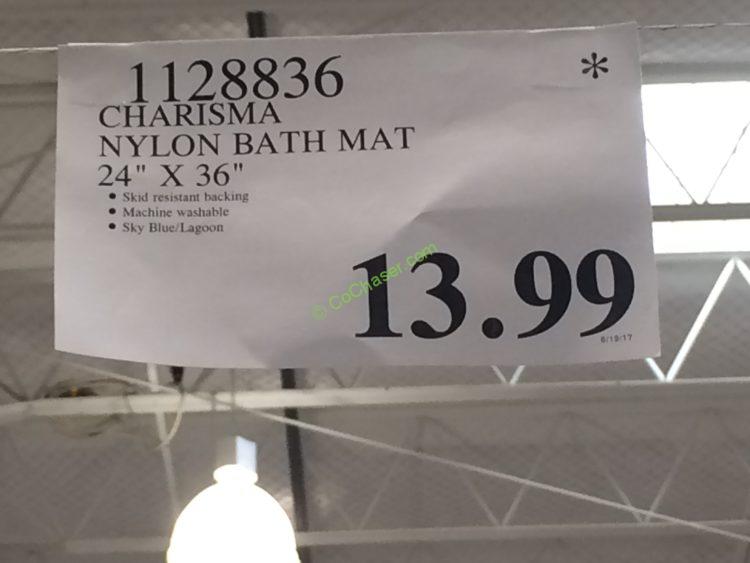 1128836 *
CHARISMA
NYLON BATH MAT
24" X 36"
• Skid resistant backing
• Machine washable
• Sky Blue/Lagoon
© CoChaser.com
13.99
6/19/17